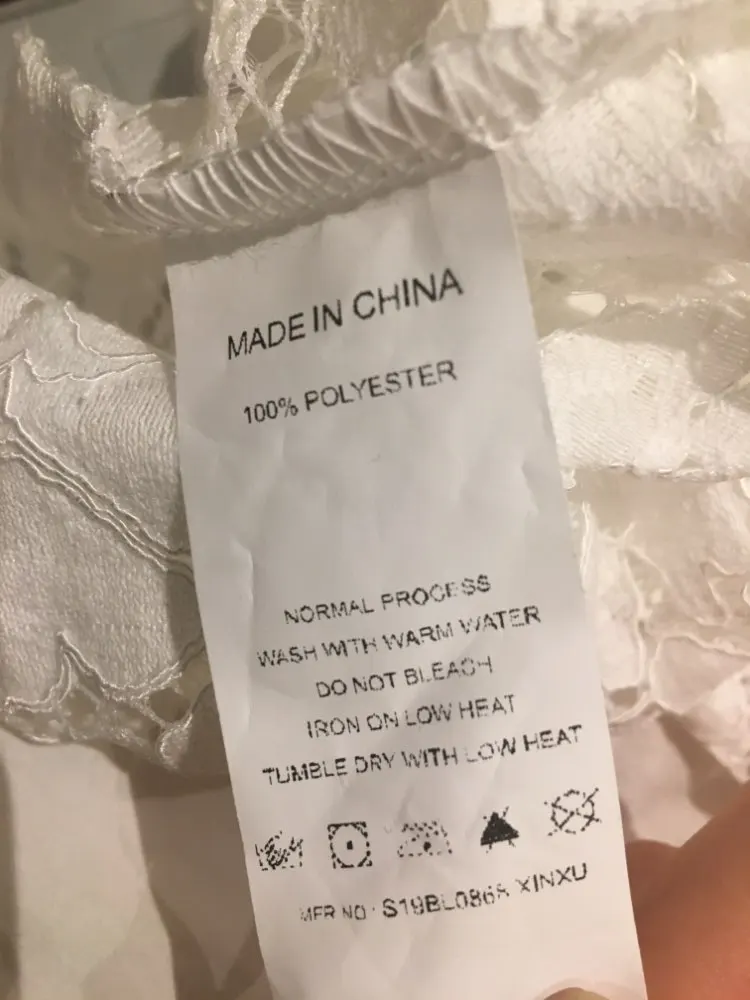 MADE IN CHINA
100% POLYESTER
NORMAL PROCESS
WASH WITH WARM WATER
DO NOT BLEACH
IRON ON LOW HEAT
TUMBLE DRY WITH LOW HEAT
MFR NO: XINXU